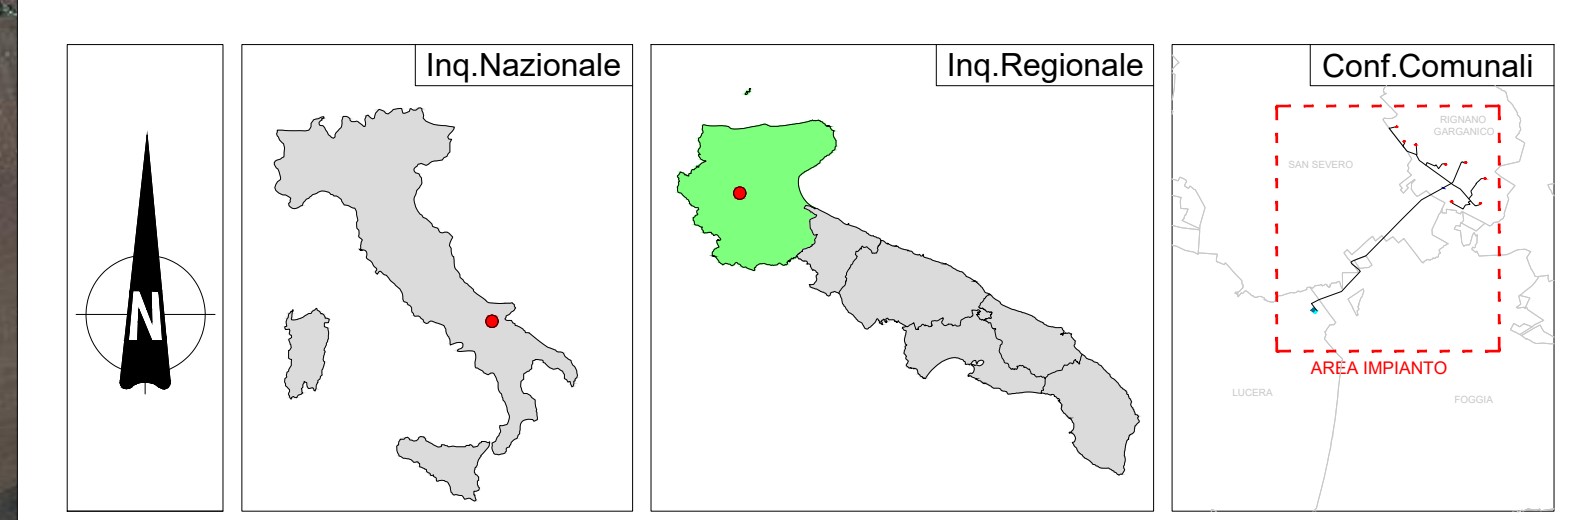 N
Inq.Nazionale
Inq.Regionale
Conf.Comunali
RIGNANO
GARGANICO
SAN SEVERO
AREA IMPIANTO
LUCERA
FOGGIA